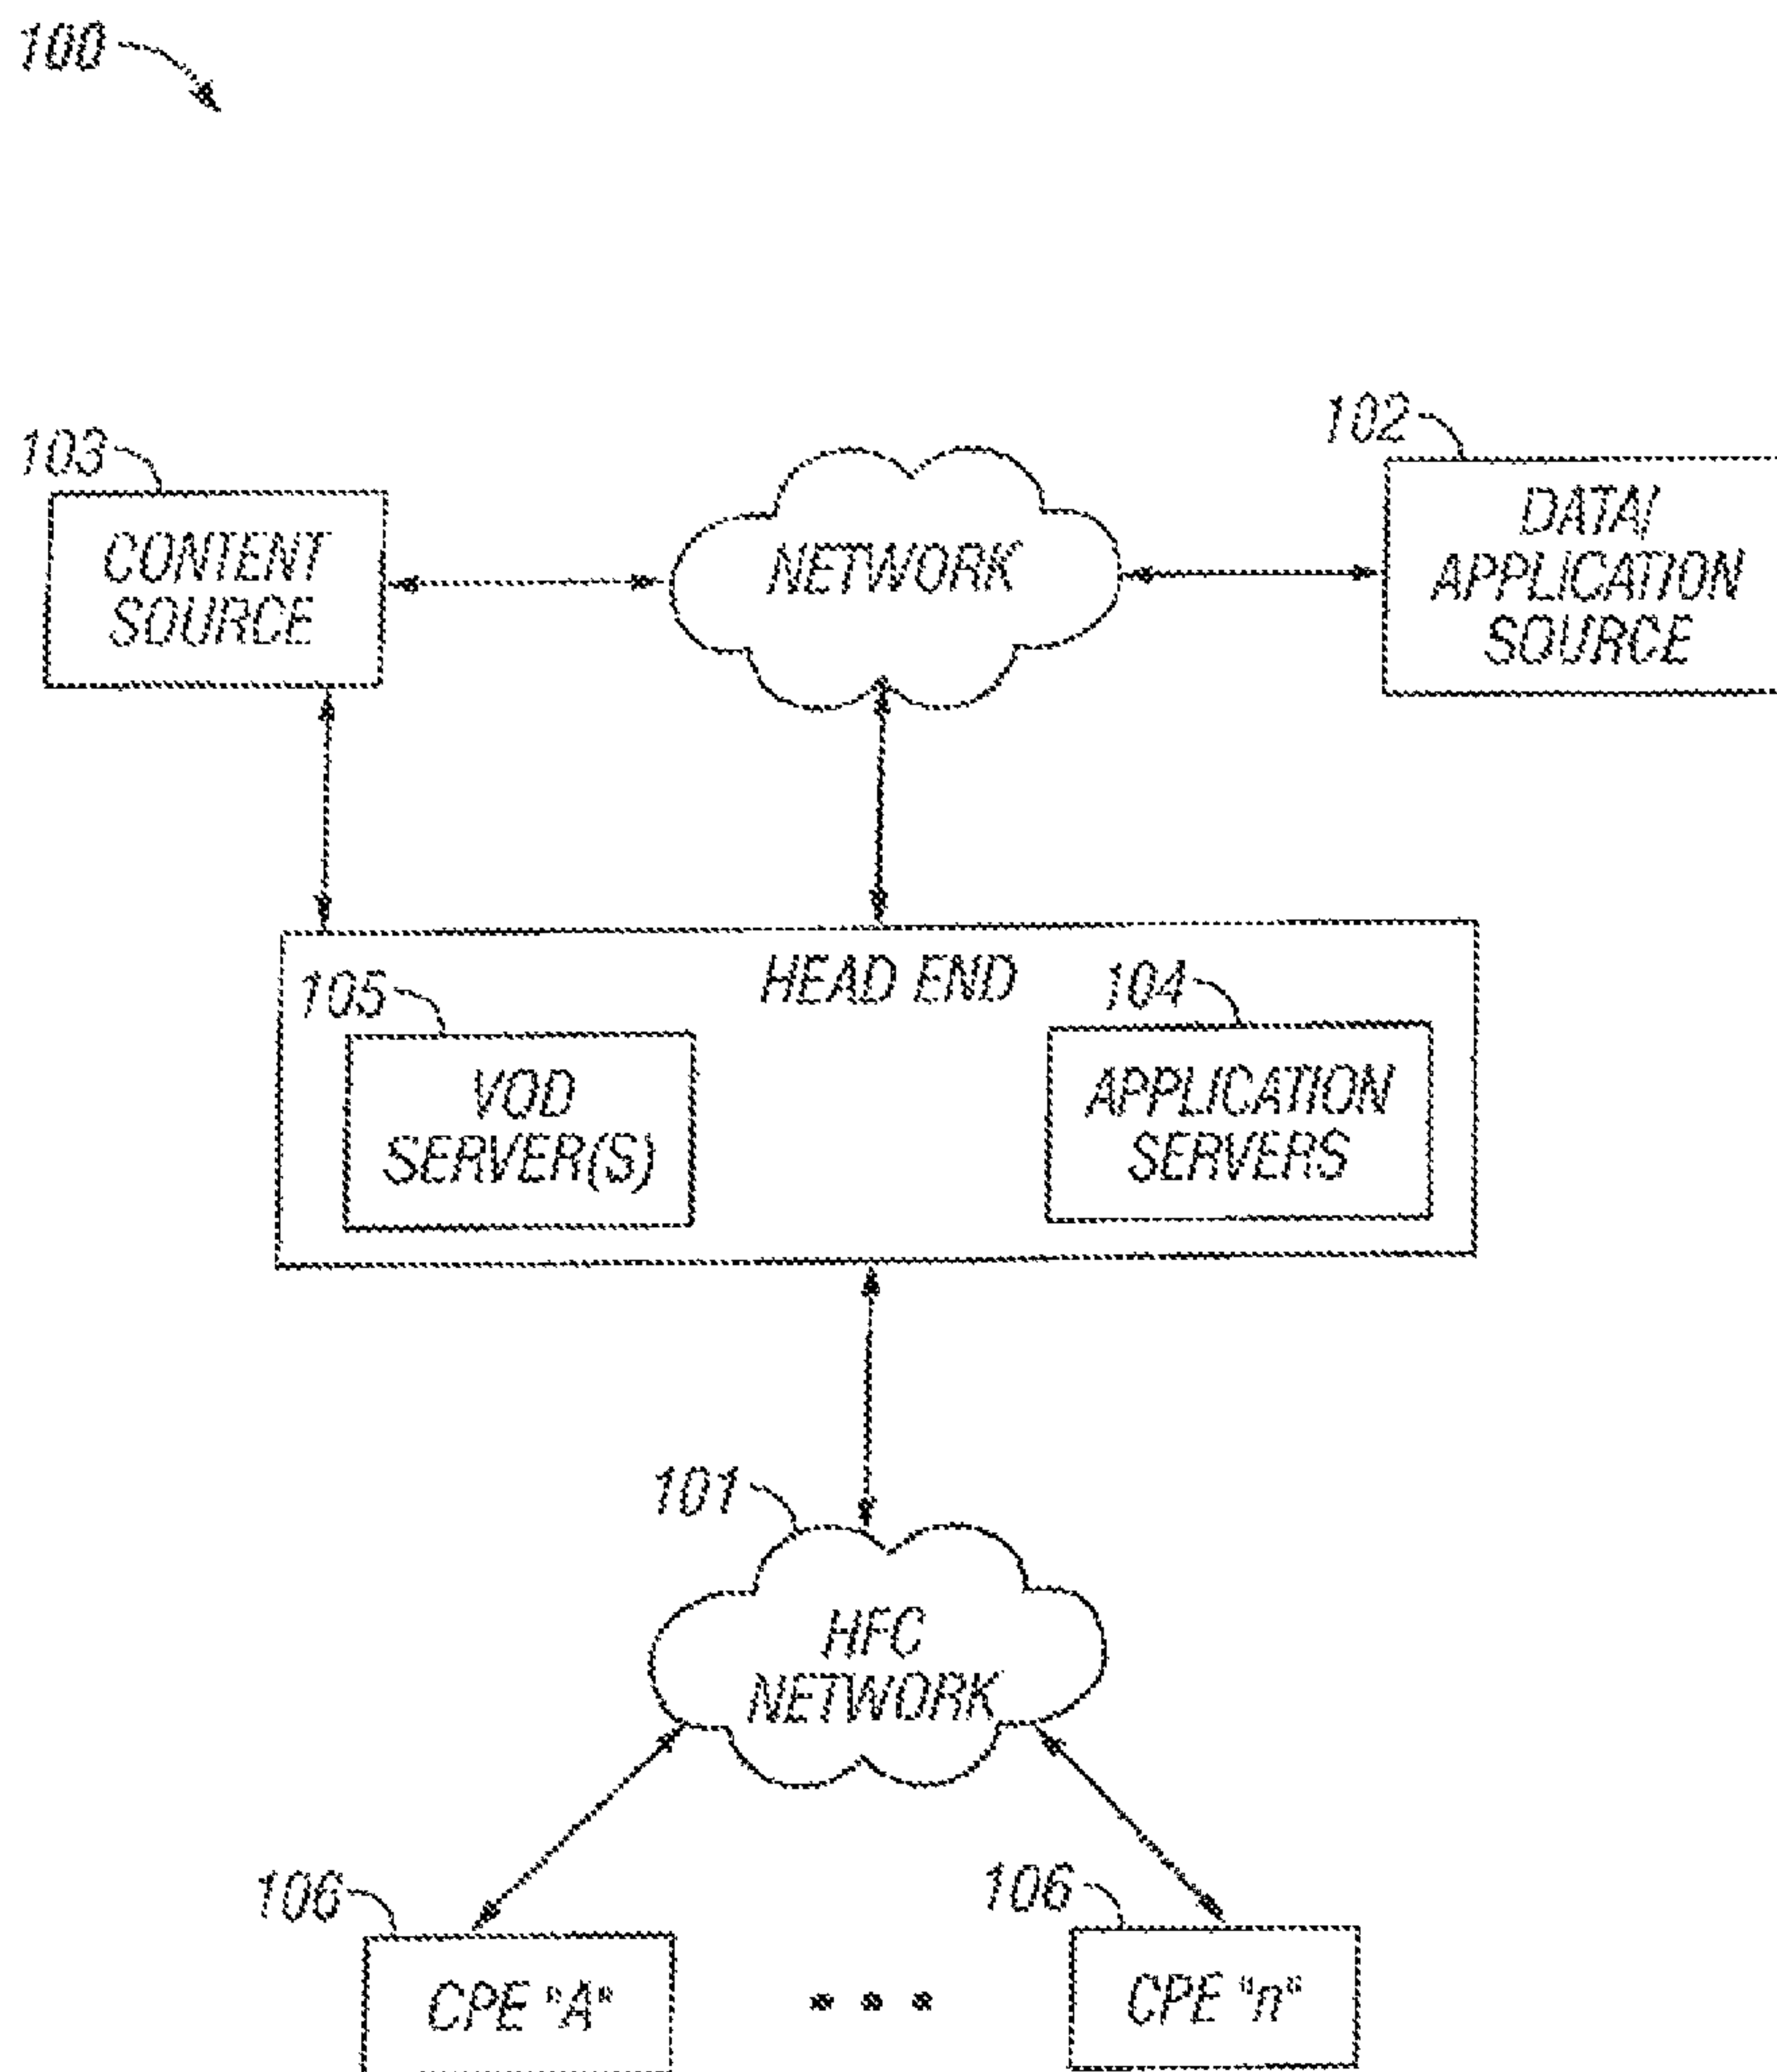 100
103
CONTENT
SOURCE
NETWORK
102
DATA/
APPLICATION
SOURCE
HEAD END
105
VOD
SERVER(S)
104
APPLICATION
SERVERS
101
HFC
NETWORK
106
CPE "A"
106
CPE "n"